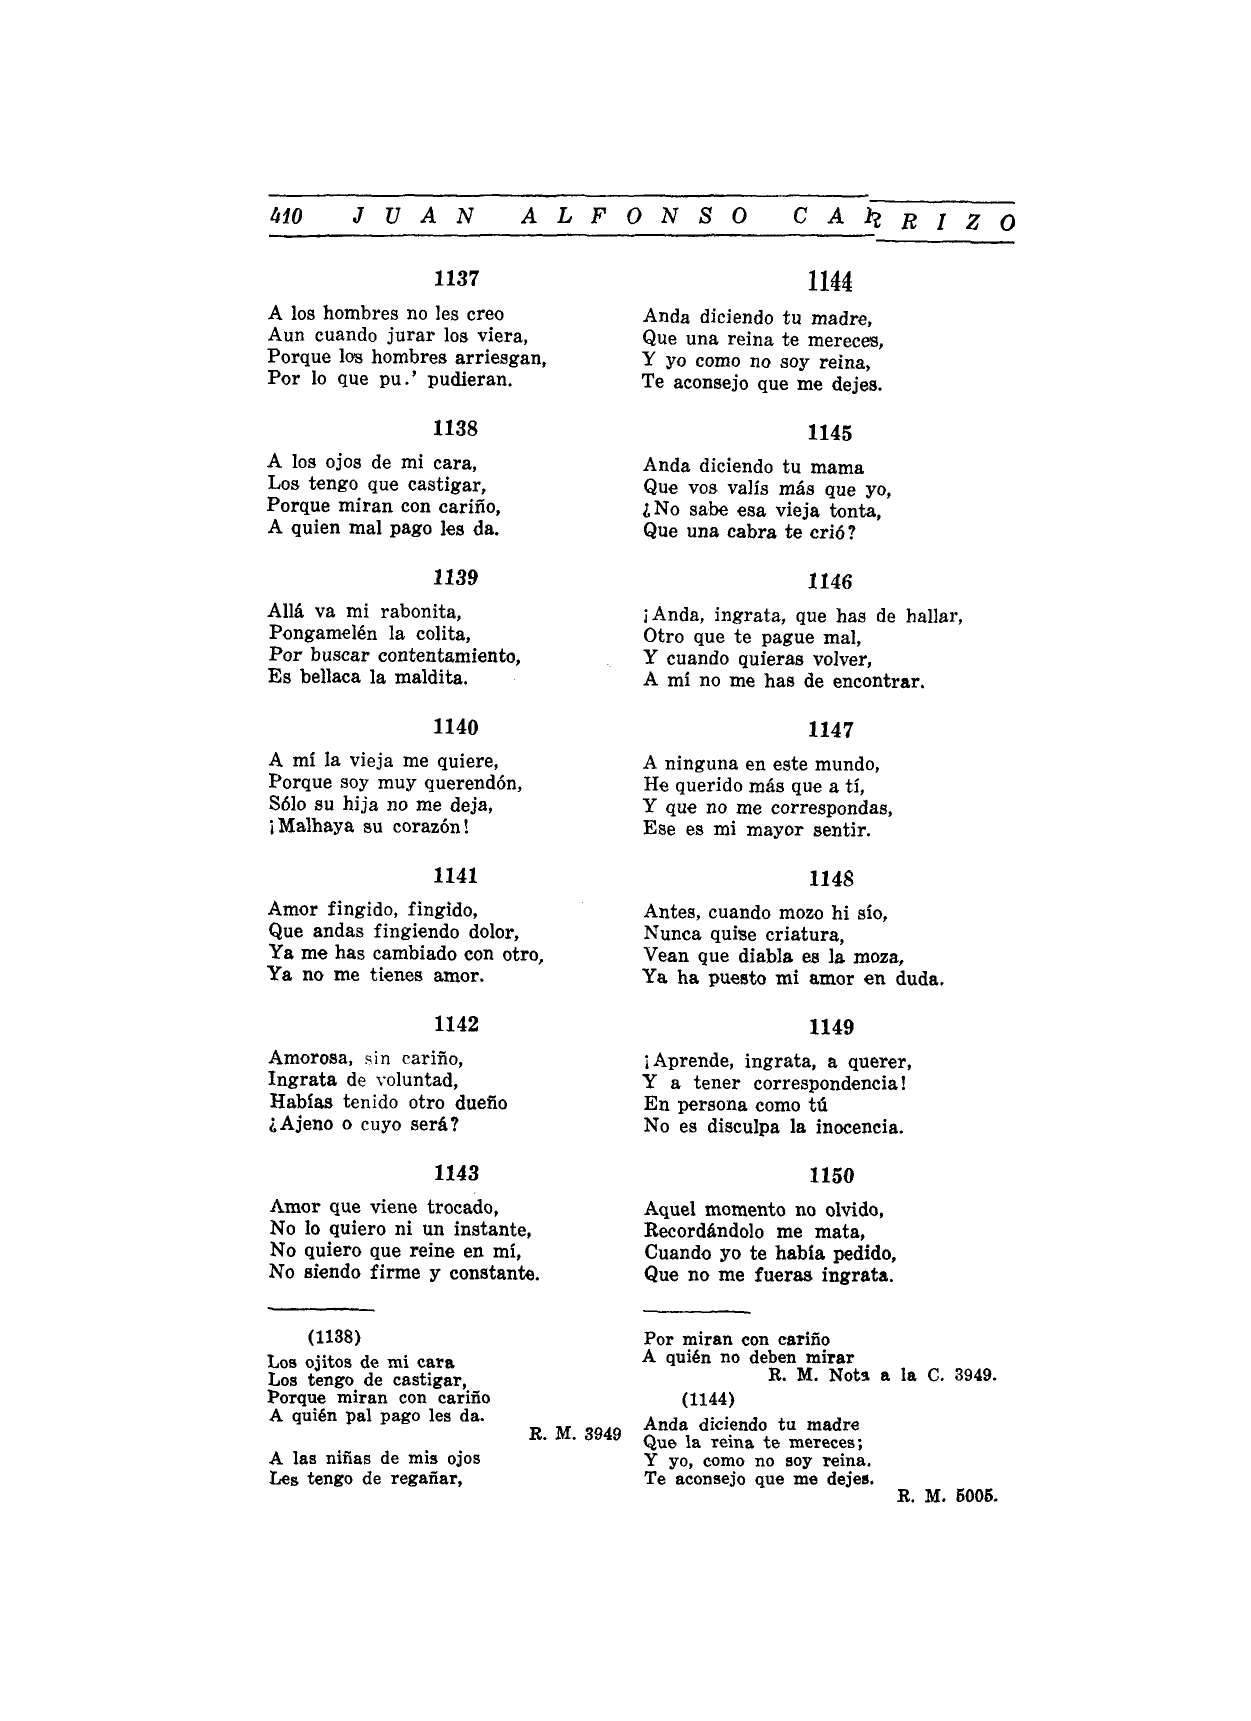 410 JUAN ALFONSO CARRIZO
1137
A los hombres no les creo
Aun cuando jurar los viera,
Porque los hombres arriesgan,
Por lo que pu.' pudieran.
1138
A los ojos de mi cara,
Los tengo que castigar,
Porque miran con cariño,
A quien mal pago les da.
1139
Allá va mi rabonita,
Pongamelén la colita,
Por buscar contentamiento,
Es bellaca la maldita.
1140
A mí la vieja me quiere,
Porque soy muy querendón,
Sólo su hija no me deja,
¡Malhaya su corazón!
1141
Amor fingido, fingido,
Que andas fingiendo dolor,
Ya me has cambiado con otro,
Ya no me tienes amor.
1142
Amorosa, sin cariño,
Ingrata de voluntad,
Habías tenido otro dueño
¿Ajeno o cuyo será?
1143
Amor que viene trocado,
No lo quiero ni un instante,
No quiero que reine en mí,
No siendo firme y constante.
(1138)
Los ojitos de mi cara
Los tengo de castigar,
Porque miran con cariño
A quién pal pago les da.
R. M. 3949
A las niñas de mis ojos
Les tengo de regañar,
1144
Anda diciendo tu madre,
Que una reina te mereces,
Y yo como no soy reina,
Te aconsejo que me dejes.
1145
Anda diciendo tu mama
Que vos valís más que yo,
¿No sabe esa vieja tonta,
Que una cabra te crió?
1146
¡Anda, ingrata, que has de hallar,
Otro que te pague mal,
Y cuando quieras volver,
A mí no me has de encontrar.
1147
A ninguna en este mundo,
He querido más que a tí,
Y que no me correspondas,
Ese es mi mayor sentir.
1148
Antes, cuando mozo hi sío,
Nunca quise criatura,
Vean que diabla es la moza,
Ya ha puesto mi amor en duda.
1149
¡Aprende, ingrata, a querer,
Y a tener correspondencia!
En persona como tú
No es disculpa la inocencia.
1150
Aquel momento no olvido,
Recordándolo me mata,
Cuando yo te había pedido,
Que no me fueras ingrata.
Por miran con cariño
A quién no deben mirar
R. M. Nota a la C. 3949.
(1144)
Anda diciendo tu madre
Que la reina te mereces;
Y yo, como no soy reina.
Te aconsejo que me dejes.
R. M. 5005.